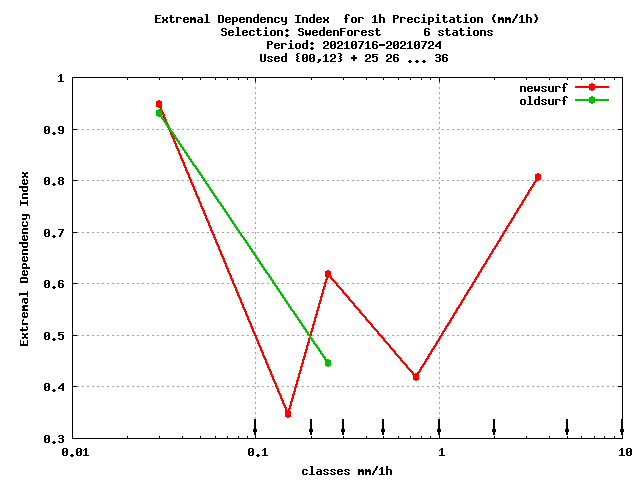 Extremal Dependency Index  for 1h Precipitation (mm/1h)
Selection: SwedenForest      6 stations
Period: 20210716-20210724
Used {00,12} + 25 26 ... 36
newsurf
oldsurf
Extremal Dependency Index
1
0.9
0.8
0.7
0.6
0.5
0.4
0.3
0.01 0.1 1 10
classes mm/1h